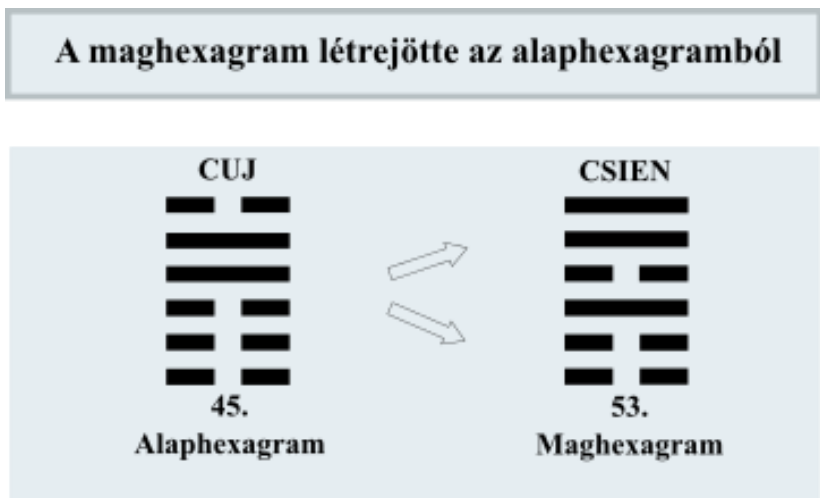 A maghexagram létrejötte az alaphexagramból
CUJ
CSIEN
45.
53.
Alaphexagram
Maghexagram